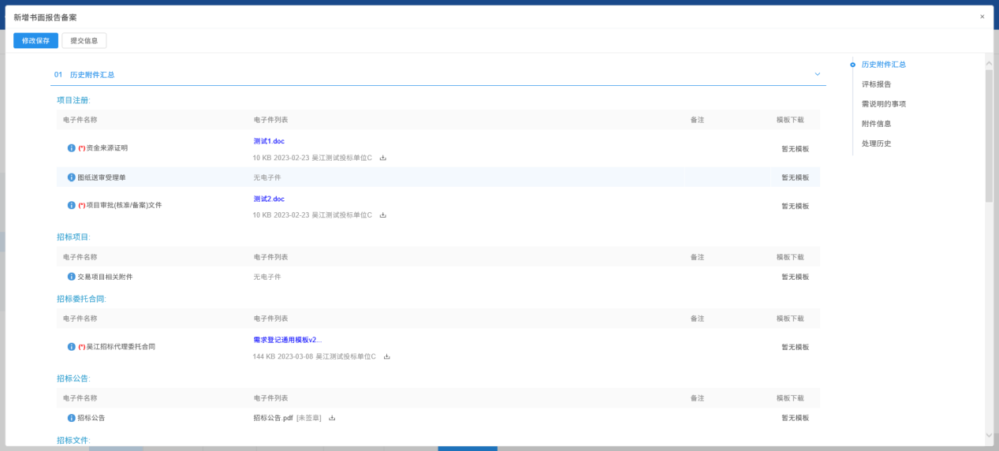 新增书面报告备案
×
修改保存
提交信息
01 历史附件汇总
历史附件汇总
评标报告
需说明的事项
附件信息
处理历史
项目注册:
电子件名称 电子件列表 备注 模板下载
(*)资金来源证明 测试1.doc 暂无模板
10 KB 2023-02-23 吴江测试投标单位C
图纸送审受理单 无电子件 暂无模板
(*)项目审批(核准/备案)文件 测试2.doc 暂无模板
10 KB 2023-02-23 吴江测试投标单位C
招标项目:
电子件名称 电子件列表 备注 模板下载
交易项目相关附件 无电子件 暂无模板
招标委托合同:
电子件名称 电子件列表 备注 模板下载
(*)吴江招标代理委托合同 需求登记通用模板v2... 暂无模板
144 KB 2023-03-08 吴江测试投标单位C
招标公告:
电子件名称 电子件列表 备注 模板下载
招标公告 招标公告.pdf [未签章] 暂无模板
招标文件: